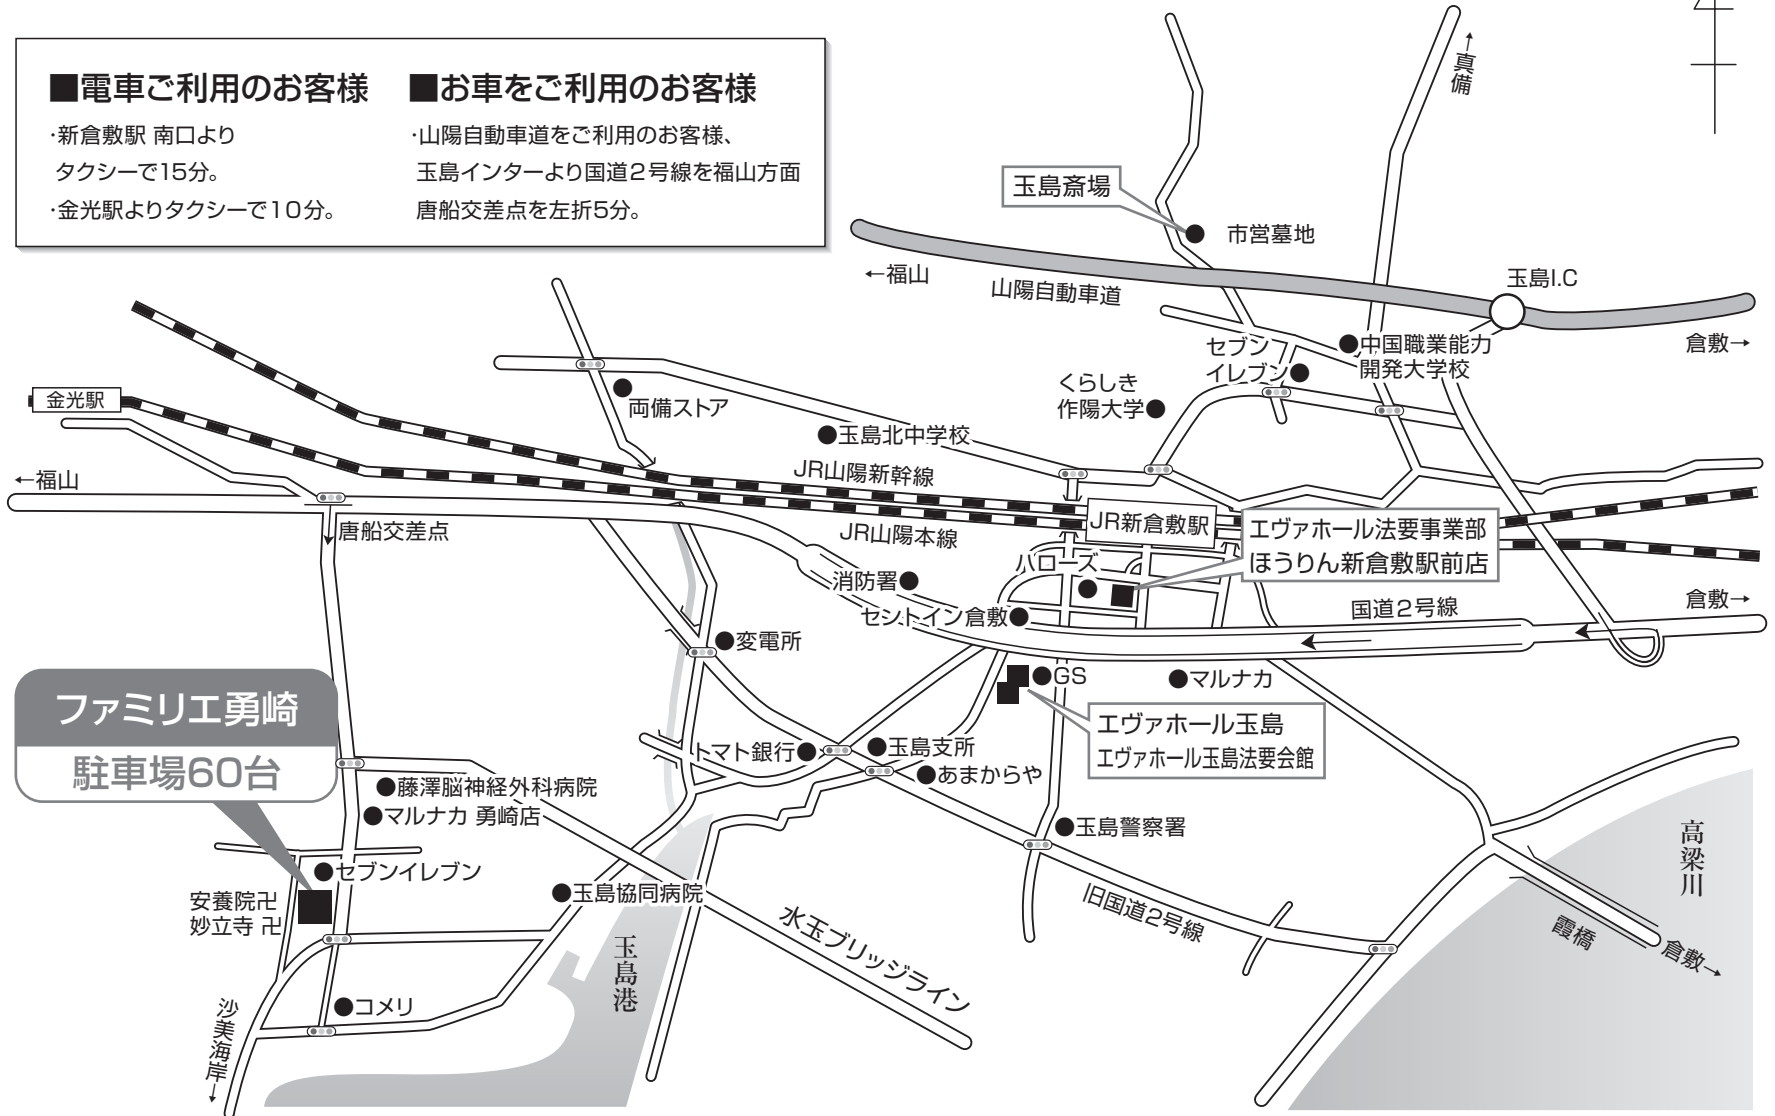 ■電車ご利用のお客様
・新倉敷駅 南口より
タクシーで15分。
・金光駅よりタクシーで10分。
■お車をご利用のお客様
・山陽自動車道をご利用のお客様、
玉島インターより国道2号線を福山方面
唐船交差点を左折5分。
↑真備
玉島斎場
●市営墓地
←福山
山陽自動車道
玉島I.C
倉敷→
セブン
イレブン●
●中国職業能力
開発大学校
くらしき
作陽大学●
金光駅
●両備ストア
●玉島北中学校
JR山陽新幹線
←福山
唐船交差点
JR山陽本線
JR新倉敷駅
エヴァホール法要事業部
ほうりん新倉敷駅前店
ハローズ
●
消防署●
セントイン倉敷●
国道2号線
倉敷→
●変電所
●GS
●マルナカ
エヴァホール玉島
エヴァホール玉島法要会館
ファミリエ勇崎
駐車場60台
トマト銀行●
●玉島支所
●あまからや
●藤澤脳神経外科病院
●マルナカ 勇崎店
●玉島警察署
●セブンイレブン
安養院卍
妙立寺 卍
●玉島協同病院
高梁川
旧国道2号線
水玉ブリッジライン
霞橋
倉敷→
玉島港
●コメリ
沙美海岸→